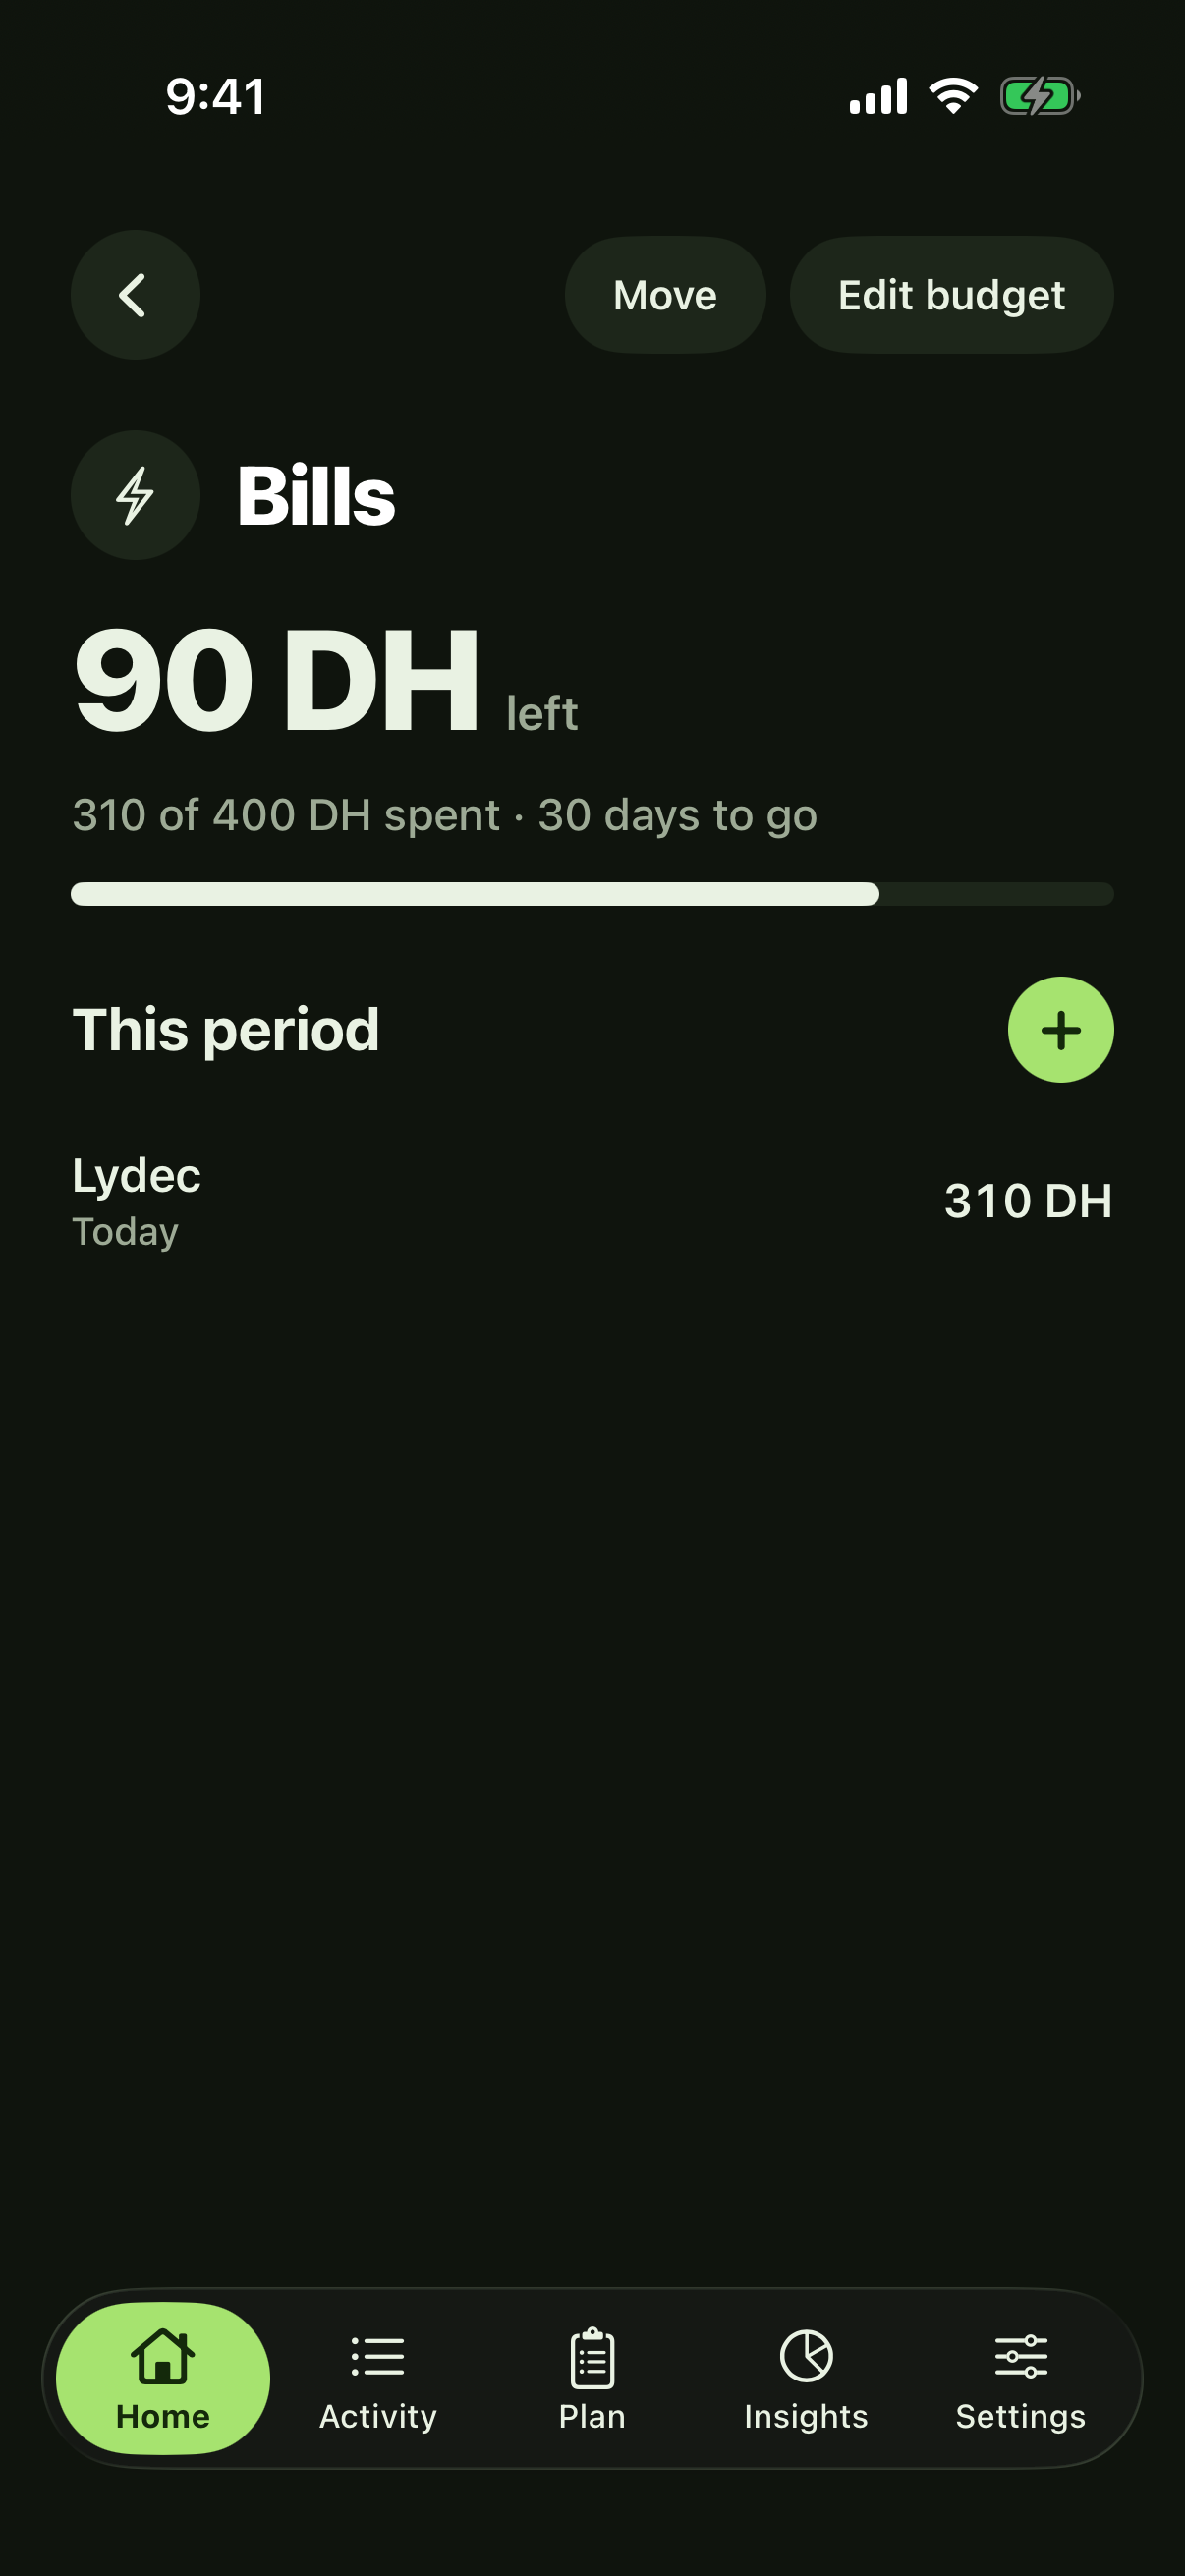 9:41
Move
Edit budget
Bills
90 DH left
310 of 400 DH spent · 30 days to go
This period
Lydec
Today
310 DH
Home
Activity
Plan
Insights
Settings